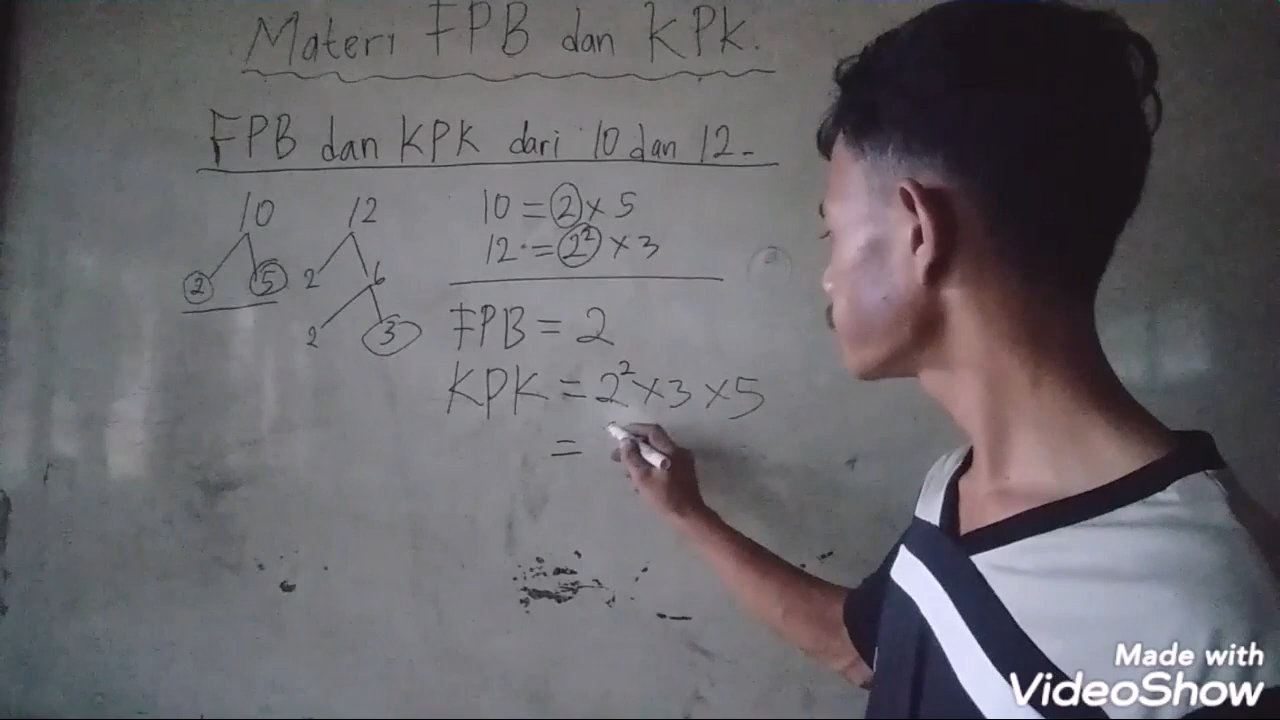 Materi FPB dan KPK.
FPB dan KPK dari 10 dan 12.
10
2 5
12
2 6
2 3
10 = 2 x 5
12 = 2² x 3
FPB = 2
KPK = 2² x 3 x 5
=
Made with
VideoShow